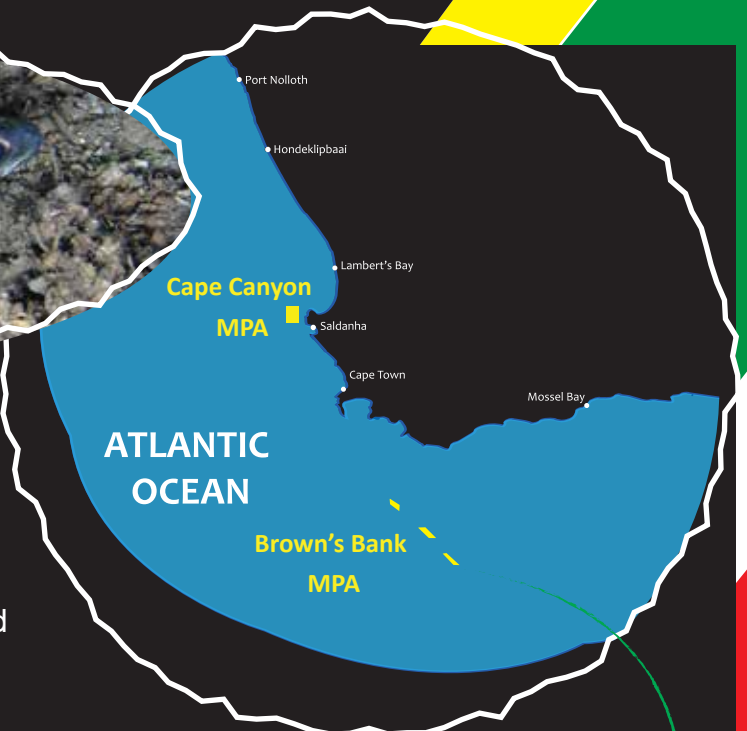 Port Nolloth
Hondeklipbaai
Lambert's Bay
Cape Canyon
MPA
Saldanha
Cape Town
Mossel Bay
ATLANTIC
OCEAN
Brown's Bank
MPA
d